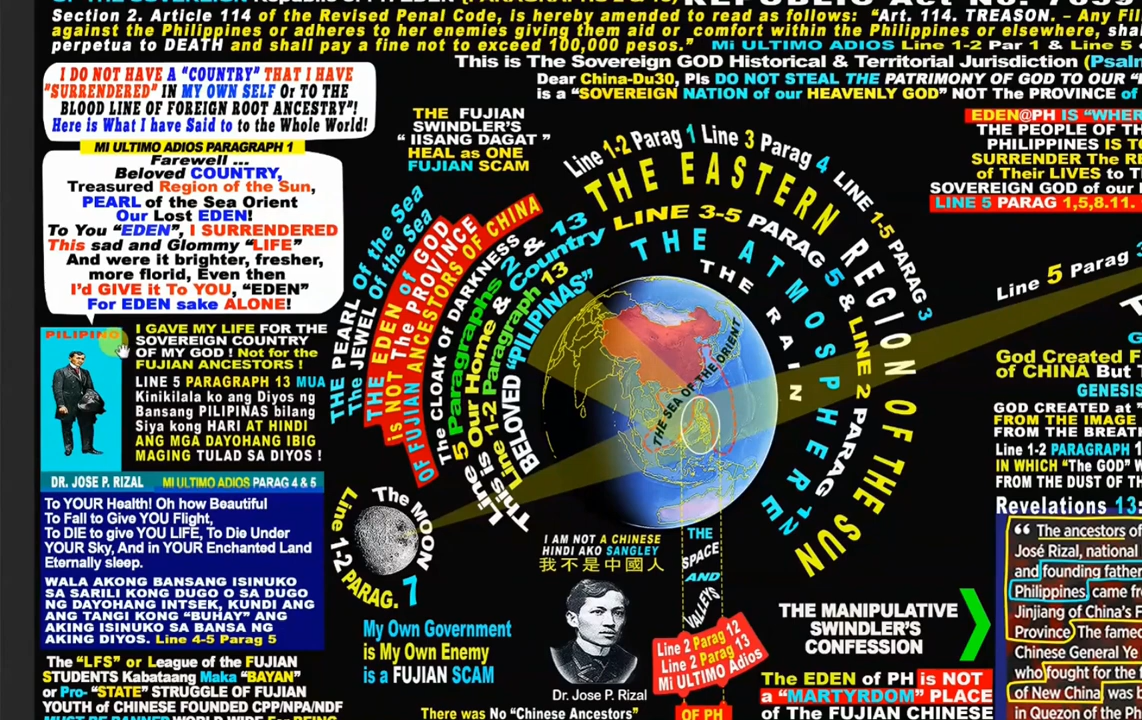 Section 2. Article 114 of the Revised Penal Code, is hereby amended to read as follows: "Art. 114. TREASON. – Any
against the Philippines or adheres to her enemies giving them aid or comfort within the Philippines or elsewhere,
perpetua to DEATH and shall pay a fine not to exceed 100,000 pesos." Mi ULTIMO ADIOS Line 1-2 Par 1 & Line 5
This is The Sovereign GOD Historical & Territorial Jurisdiction
Dear China-Du30, Pls DO NOT STEAL THE PATRIMONY OF GOD TO OUR
is a "SOVEREIGN NATION of our HEAVENLY GOD" NOT The PROVINCE of
I DO NOT HAVE A "COUNTRY" THAT I HAVE
"SURRENDERED" IN MY OWN SELF Or TO THE
BLOOD LINE OF FOREIGN ROOT ANCESTRY"!
Here is What I have Said to to the Whole World!
MI ULTIMO ADIOS PARAGRAPH 1
Farewell ...
Beloved COUNTRY,
Treasured Region of the Sun,
PEARL of the Sea Orient
Our Lost EDEN!
To You "EDEN", I SURRENDERED
This sad and Glommy "LIFE"
And were it brighter, fresher,
more florid, Even then
I'd GIVE it To YOU, "EDEN"
For EDEN sake ALONE!
PILIPINO
I GAVE MY LIFE FOR THE
SOVEREIGN COUNTRY
OF MY GOD ! Not for the
FUJIAN ANCESTORS!
LINE 5 PARAGRAPH 13 MUA
Kinikilala ko ang Diyos ng
Bansang PILIPINAS bilang
Siya kong HARI AT HINDI
ANG MGA DAYOHANG IBIG
MAGING TULAD SA DIYOS !
DR. JOSE P. RIZAL MI ULTIMO ADIOS PARAG 4 & 5
To YOUR Health! Oh how Beautiful
To Fall to Give YOU Flight,
To DIE to give YOU LIFE, To Die Under
YOUR Sky, And in YOUR Enchanted Land
Eternally sleep.
WALA AKONG BANSANG ISINUKO
SA SARILI KONG DUGO O SA DUGO
NG DAYOHANG INTSEK, KUNDI ANG
ANG TANGI KONG "BUHAY" ANG
AKING ISINUKO SA BANSA NG
AKING DIYOS. Line 4-5 Parag 5
The "LFS" or League of the FUJIAN
STUDENTS Kabataang Maka "BAYAN"
or Pro- "STATE" STRUGGLE OF FUJIAN
YOUTH of CHINESE FOUNDED CPP/NPA/NDF
THE FUJIAN
SWINDLER'S
" IISANG DAGAT "
HEAL as ONE
FUJIAN SCAM
THE PEARL Of the Sea
The JEWEL Of the Sea
THE EDEN of GOD
is NOT The PROVINCE
OF FUJIAN ANCESTORS OF CHINA
The CLOAK of DARKNESS
Line 5 Paragraphs 2 & 13
This is Our Home & Country
Line 1-2 Paragraph 13
BELOVED "PILIPINAS"
Line 1-2 Parag 1 Line 3 Parag 4 LINE 1-5 PARAG 3
THE EASTERN REGION OF THE SUN
LINE 3-5 PARAG 5 & LINE 2 PARAG
THE ATMOSPHERE
THE RAIN
THE SEA OF THE ORIENT
The MOON
Line 1-2 PARAG. 7
My Own Government
is My Own Enemy
is a FUJIAN SCAM
I AM NOT A CHINESE
HINDI AKO SANGLEY
我不是中國人
Dr. Jose P. Rizal
There was No "Chinese Ancestors"
THE
SPACE
AND
VALLEYS
Line 2 Parag 12
Line 2 Parag 13
Mi ULTIMO Adios
OF PH
THE MANIPULATIVE
SWINDLER'S
CONFESSION
The EDEN of PH is NOT
a "MARTYRDOM" PLACE
of The FUJIAN CHINESE
THE PEOPLE OF
PHILIPPINES IS
SURRENDER The
of Their LIVES to
SOVEREIGN GOD of our
LINE 5 PARAG 1,5,8.11.
Line 5 Parag
God Created
of CHINA But
GENESIS
GOD CREATED at
FROM THE IMAGE
FROM THE
Line 1-2 PARAGRAPH
IN WHICH "The GOD"
FROM THE DUST OF
Revelations 13:
" The ancestors of
José Rizal, national
and founding father
Philippines came
Jinjiang of China's
Province The
Chinese General Ye
who fought for the
of New China was
in Quezon of the